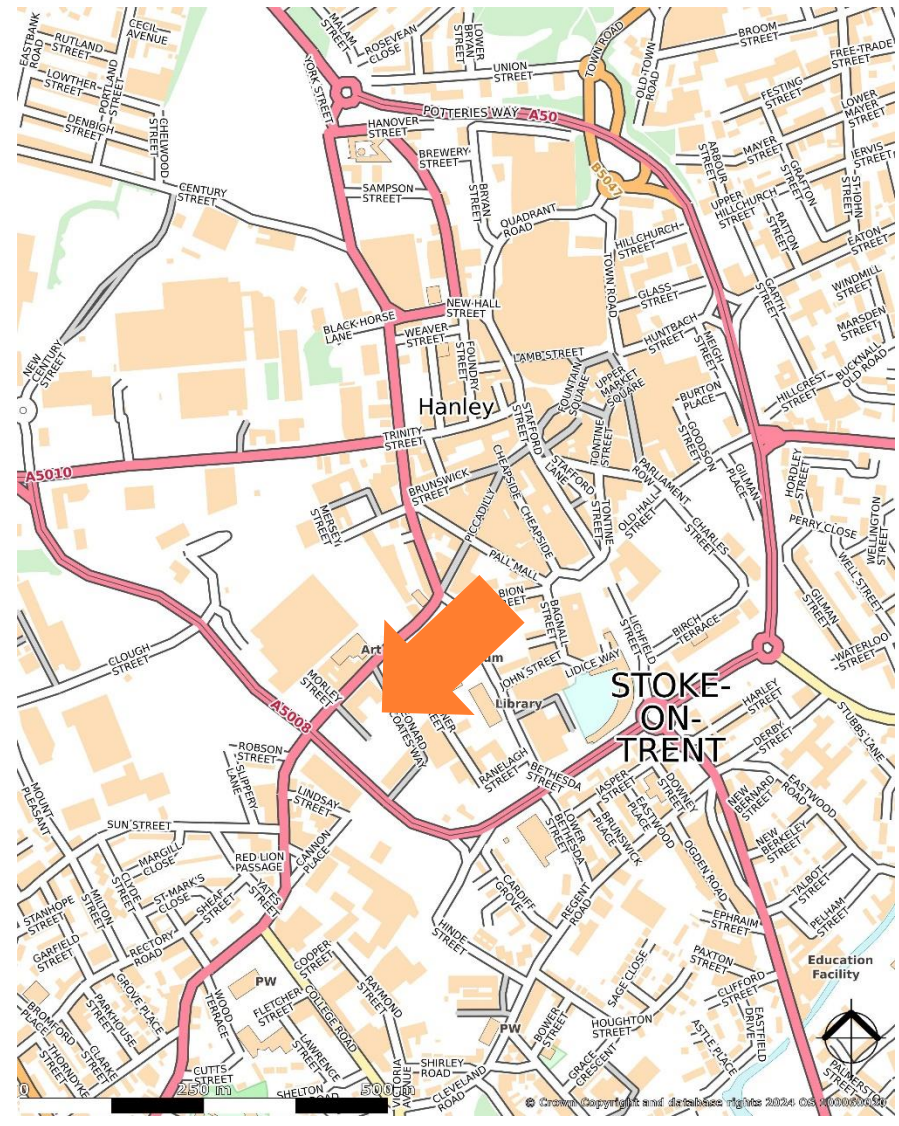 EASTBANK
ROAD
RUTLAND
STREET
CECIL
AVENUE
LOWTHER
STREET
PORTLAND
STREET
DENBIGH
STREET
CHELWOOD
STREET
CENTURY
STREET
NEW
CENTURY
STREET
YORK STREET
MALAM
STREET
ROSEVEAN
CLOSE
LOWER
BRYAN
STREET
UNION
STREET
TOWN ROAD
OLD TOWN
ROAD
BROOM
STREET
FREE TRADE
STREET
FESTING
STREET
LOWER
MAYER
STREET
MAYER
STREET
JERVIS
STREET
GRAFTON
STREET
ST JOHN
STREET
ARBOUR
STREET
UPPER
HILLCHURCH
STREET
RATTON
STREET
EATON
STREET
POTTERIES WAY A50
HANOVER
STREET
BREWERY
STREET
SAMPSON
STREET
BRYAN
STREET
QUADRANT
ROAD
B5047
HILLCHURCH
STREET
TOWN ROAD
GLASS
STREET
GARTH
STREET
WINDMILL
STREET
MARSDEN
STREET
BUCKNALL
OLD ROAD
HILLCREST
STREET
HUNTBACH
STREET
MEIGH
STREET
BLACK HORSE
LANE
NEW HALL
STREET
WEAVER
STREET
FOUNDRY
STREET
LAMB STREET
FOUNTAIN
SQUARE
UPPER
MARKET
SQUARE
BURTON
PLACE
GOODSON
STREET
GILMAN
PLACE
HORDLEY
STREET
Hanley
TRINITY
STREET
STAFFORD
STREET
TONTINE
STREET
A5010
BRUNSWICK
STREET
CHEAPSIDE
CHEAPSIDE
STAFFORD
LANE
PARLIAMENT
ROW
OLD HALL
STREET
TONTINE
STREET
CHARLES
STREET
PICCADILLY
MERSEY
STREET
PALL MALL
PERRY CLOSE
WELLINGTON
STREET
WELL STREET
GILMAN
STREET
WATERLOO
STREET
BAGNALL
STREET
LICHFIELD
STREET
BIRCH
TERRACE
LIDICE WAY
JOHN STREET
Library
CLOUGH
STREET
MORLEY
STREET
A5008
STOKE-
ON-
TRENT
HARLEY
STREET
DERBY
STREET
STUBBS LANE
ROBSON
STREET
SLIPPERY
LANE
LINDSAY
STREET
RANELAGH
STREET
BETHESDA
STREET
JASPER
STREET
DOWNEY
STREET
EASTWOOD
PLACE
BRUNSWICK
PLACE
LOWER
BETHESDA
STREET
NEW
BERNARD
STREET
EASTWOOD
ROAD
NEW
BERKELEY
STREET
TALBOT
STREET
PELHAM
STREET
OGDEN ROAD
MOUNT
PLEASANT
SUN STREET
MARGILL
CLOSE
RED LION
PASSAGE
CANNON
PLACE
YATES
STREET
CLYDE
STREET
ST MARK'S
CLOSE
SHEAF
STREET
MILTON
STREET
STANHOPE
STREET
RECTORY
ROAD
GARFIELD
STREET
GROVE PLACE
PARKHOUSE
STREET
BROMFORD
PLACE
CLARKE
STREET
THORNDYKE
WOOD
TERRACE
PW
COOPER
STREET
FLETCHER
STREET
COLLEGE ROAD
RAYMOND
STREET
LAWRENCE
STREET
CUTTS
STREET
SHELTON
VICTORIA
AVENUE
SHIRLEY
ROAD
CLEVELAND
ROAD
CARDIFF
GROVE
HINDE
STREET
REGENT
ROAD
PW
BOWER
STREET
SAGE CLOSE
HOUGHTON
STREET
GRACE
CRESCENT
EPHRAIM
STREET
PAXTON
STREET
CLIFFORD
STREET
EASTFIELD
DRIVE
ASTLE PLACE
Education
Facility
STREET
0
250 m
500 m
© Crown Copyright and database rights 2024 OS